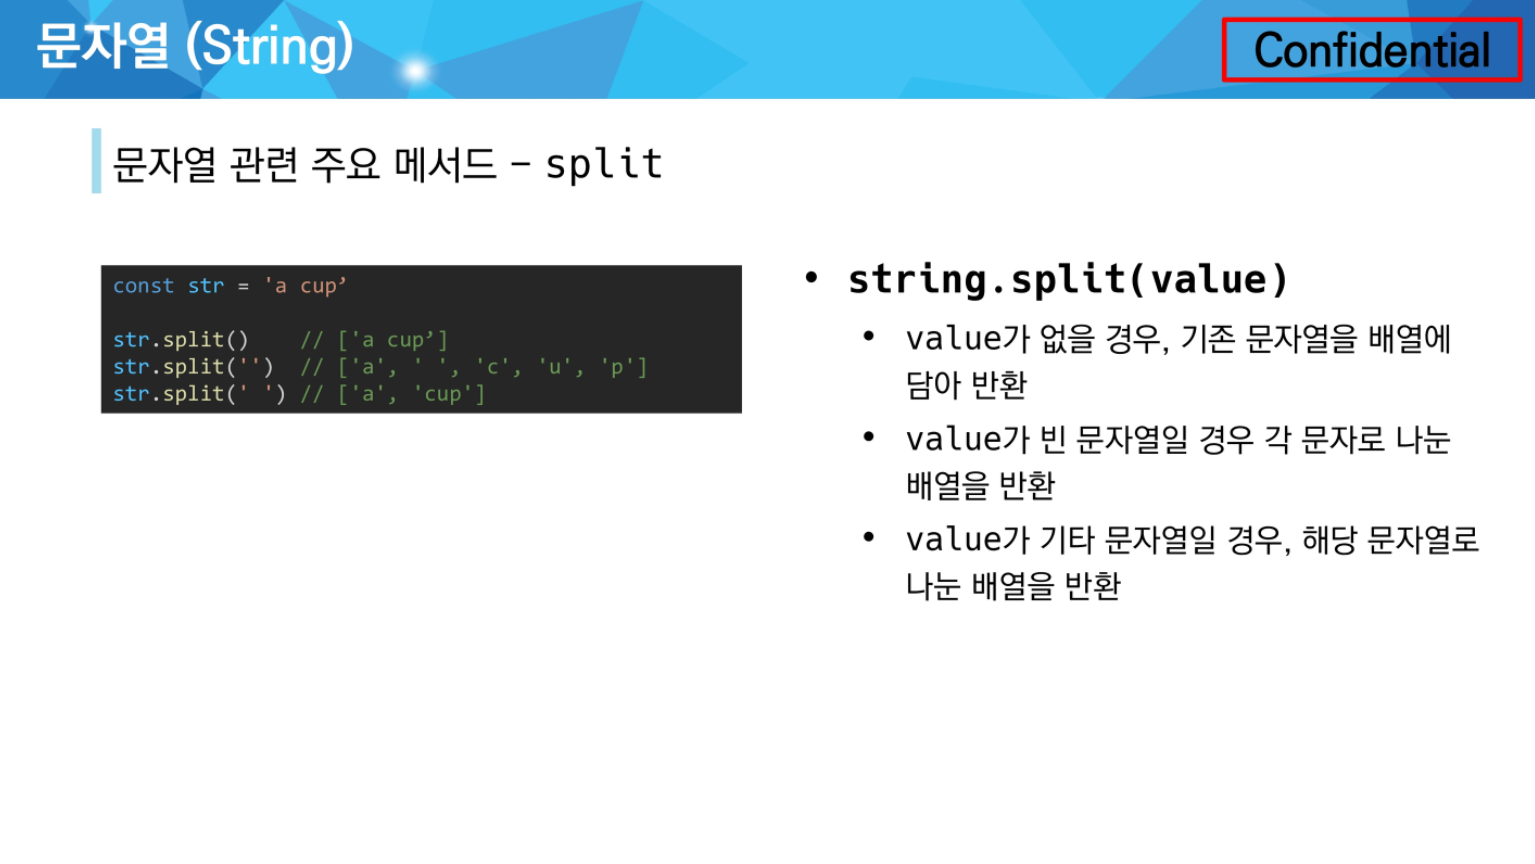 문자열 (String)
Confidential
문자열 관련 주요 메서드 – split
const str = 'a cup’
str.split()    // ['a cup’]
str.split('')  // ['a', ' ', 'c', 'u', 'p']
str.split(' ') // ['a', 'cup']
• string.split(value)
• value가 없을 경우, 기존 문자열을 배열에
담아 반환
• value가 빈 문자열일 경우 각 문자로 나눈
배열을 반환
• value가 기타 문자열일 경우, 해당 문자열로
나눈 배열을 반환